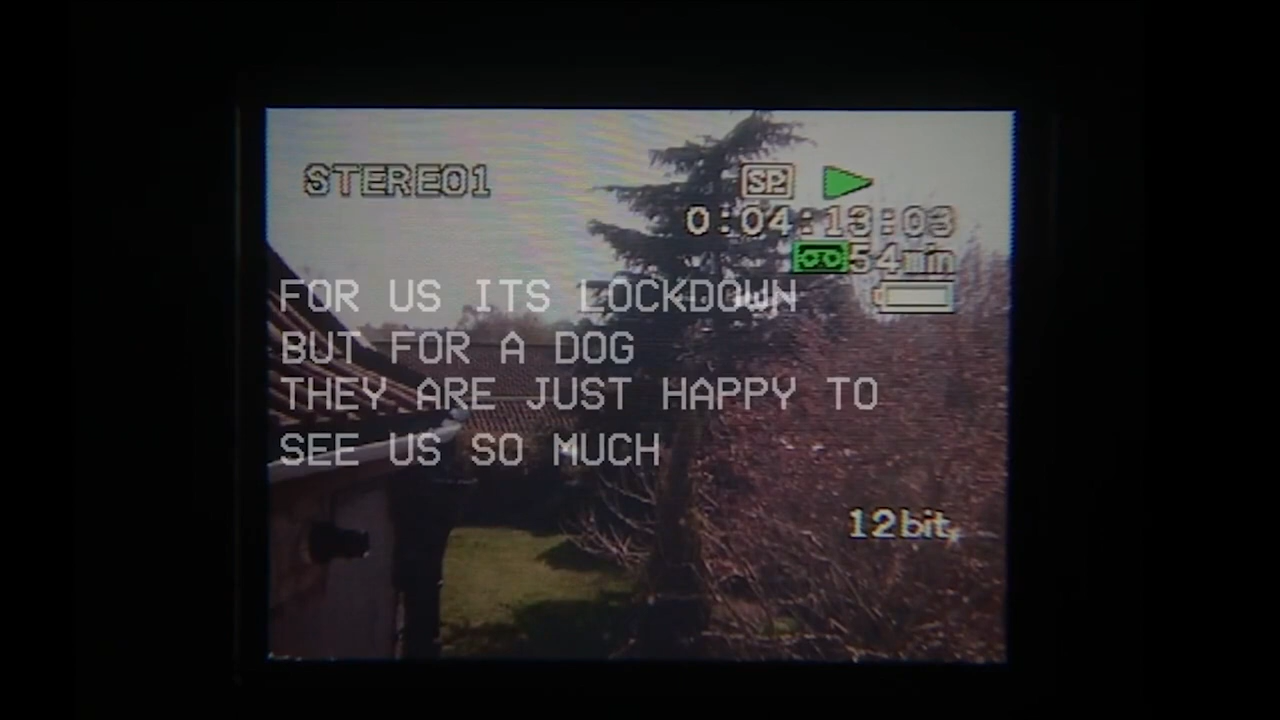 STEREO1 SP
0:04:13:03
54min
FOR US ITS LOCKDOWN
BUT FOR A DOG
THEY ARE JUST HAPPY TO
SEE US SO MUCH
12bit